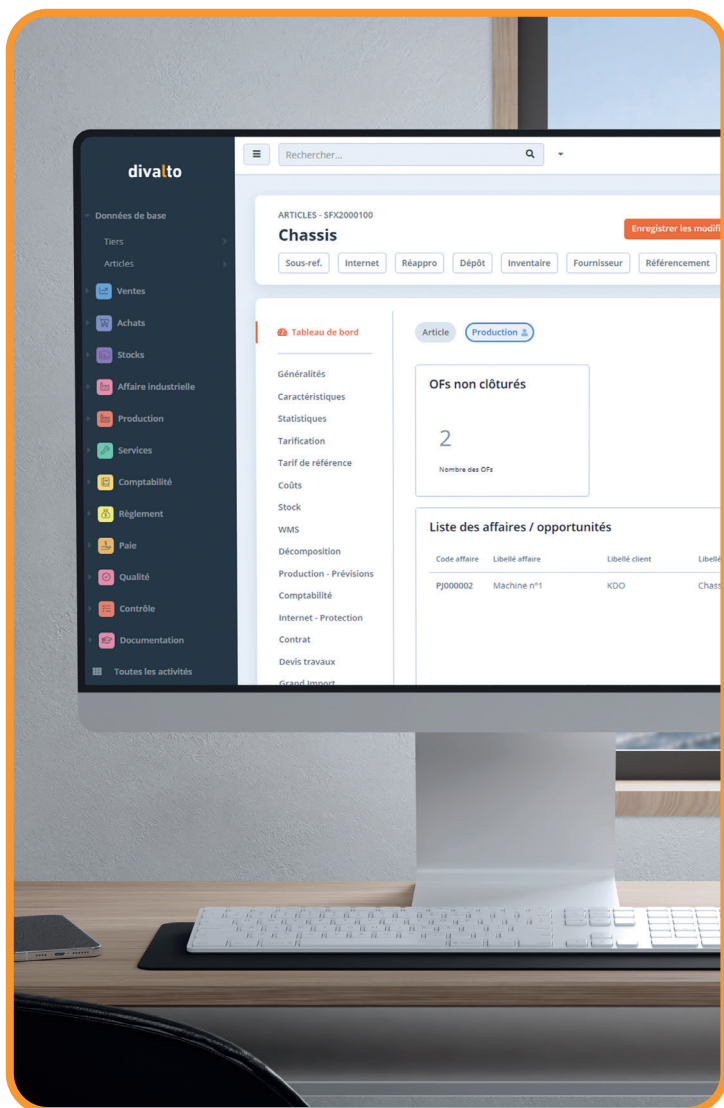 divalto
Rechercher...
Données de base
Tiers
Articles
Ventes
Achats
Stocks
Affaire industrielle
Production
Services
Comptabilité
Règlement
Paie
Qualité
Contrôle
Documentation
Toutes les activités
ARTICLES - SFX2000100
Chassis
Enregistrer les modifi
Sous-ref. Internet Réappro Dépôt Inventaire Fournisseur Référencement
Tableau de bord
Généralités
Caractéristiques
Statistiques
Tarification
Tarif de référence
Coûts
Stock
WMS
Décomposition
Production - Prévisions
Comptabilité
Internet - Protection
Contrat
Devis travaux
Grand Import
Article Production
OFs non clôturés
2
Nombre des OFs
Liste des affaires / opportunités
Code affaire Libellé affaire Libellé client Libellé
PJ000002 Machine n°1 KDO Chass